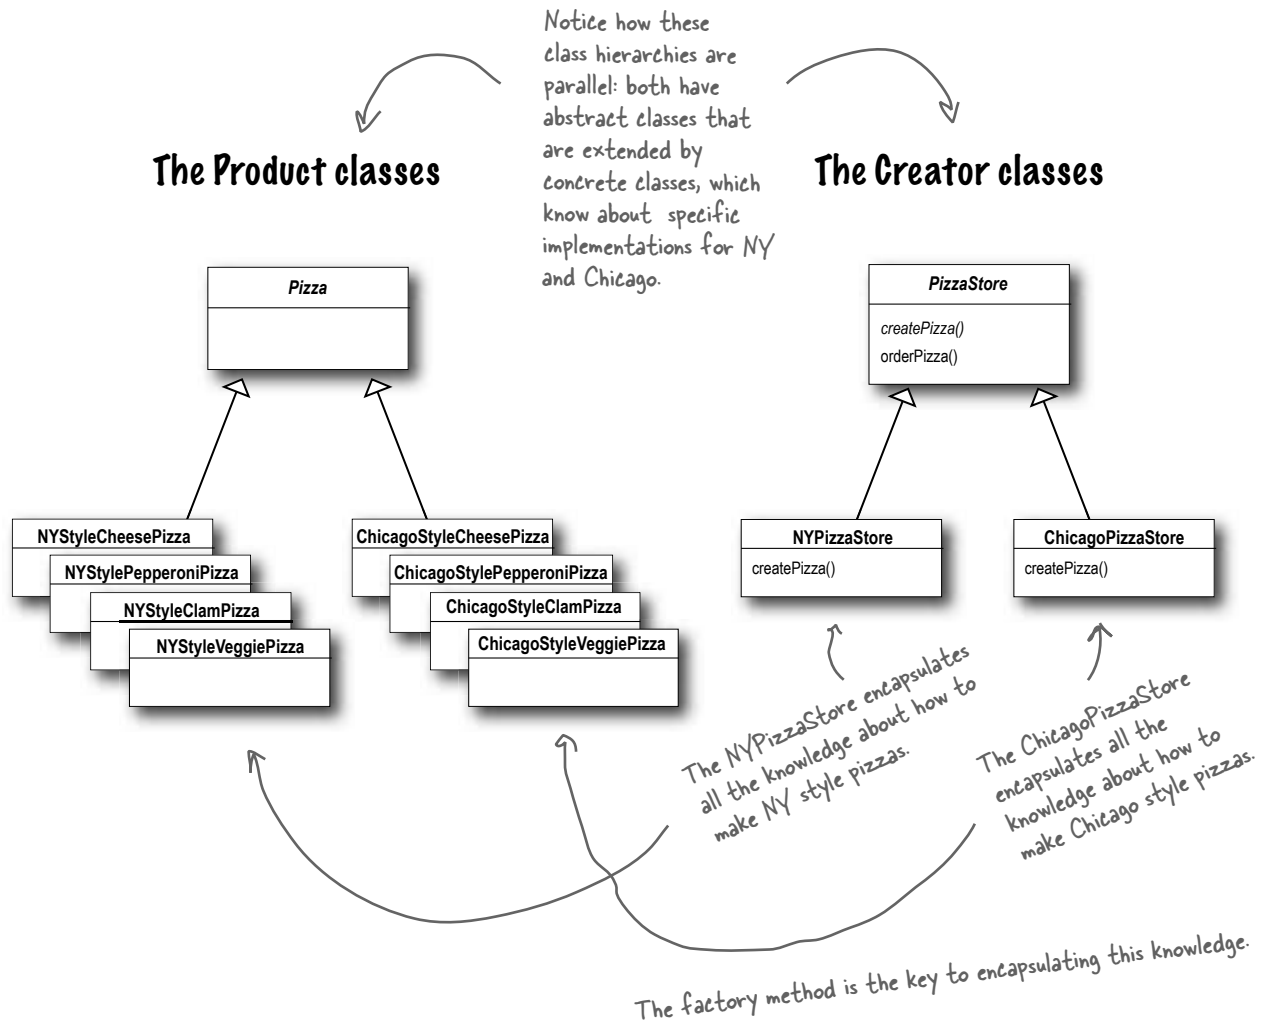 Notice how these
class hierarchies are
parallel: both have
abstract classes that
are extended by
concrete classes, which
know about specific
implementations for NY
and Chicago.
The Product classes
The Creator classes
Pizza
PizzaStore
createPizza()
orderPizza()
NYStyleCheesePizza
NYStylePepperoniPizza
NYStyleClamPizza
NYStyleVeggiePizza
ChicagoStyleCheesePizza
ChicagoStylePepperoniPizza
ChicagoStyleClamPizza
ChicagoStyleVeggiePizza
NYPizzaStore
createPizza()
ChicagoPizzaStore
createPizza()
The NYPizzaStore encapsulates
all the knowledge about how to
make NY style pizzas.
The ChicagoPizzaStore
encapsulates all the
knowledge about how to
make Chicago style pizzas.
The factory method is the key to encapsulating this knowledge.